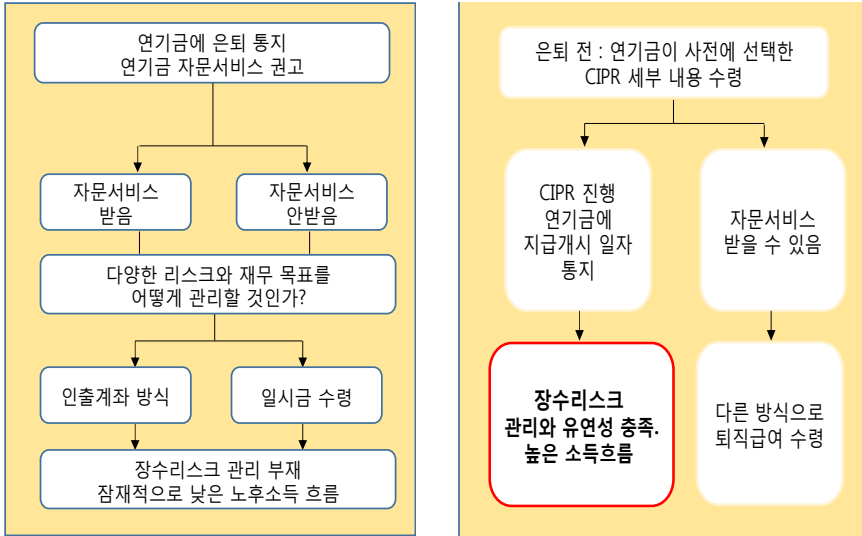 연기금에 은퇴 통지
연기금 자문서비스 권고
자문서비스
받음
자문서비스
안받음
다양한 리스크와 재무 목표를
어떻게 관리할 것인가?
인출계좌 방식
일시금 수령
장수리스크 관리 부재
잠재적으로 낮은 노후소득 흐름
은퇴 전 : 연기금이 사전에 선택한
CIPR 세부 내용 수령
CIPR 진행
연기금에
지급개시 일자
통지
자문서비스
받을 수 있음
장수리스크
관리와 유연성 충족.
높은 소득흐름
다른 방식으로
퇴직급여 수령